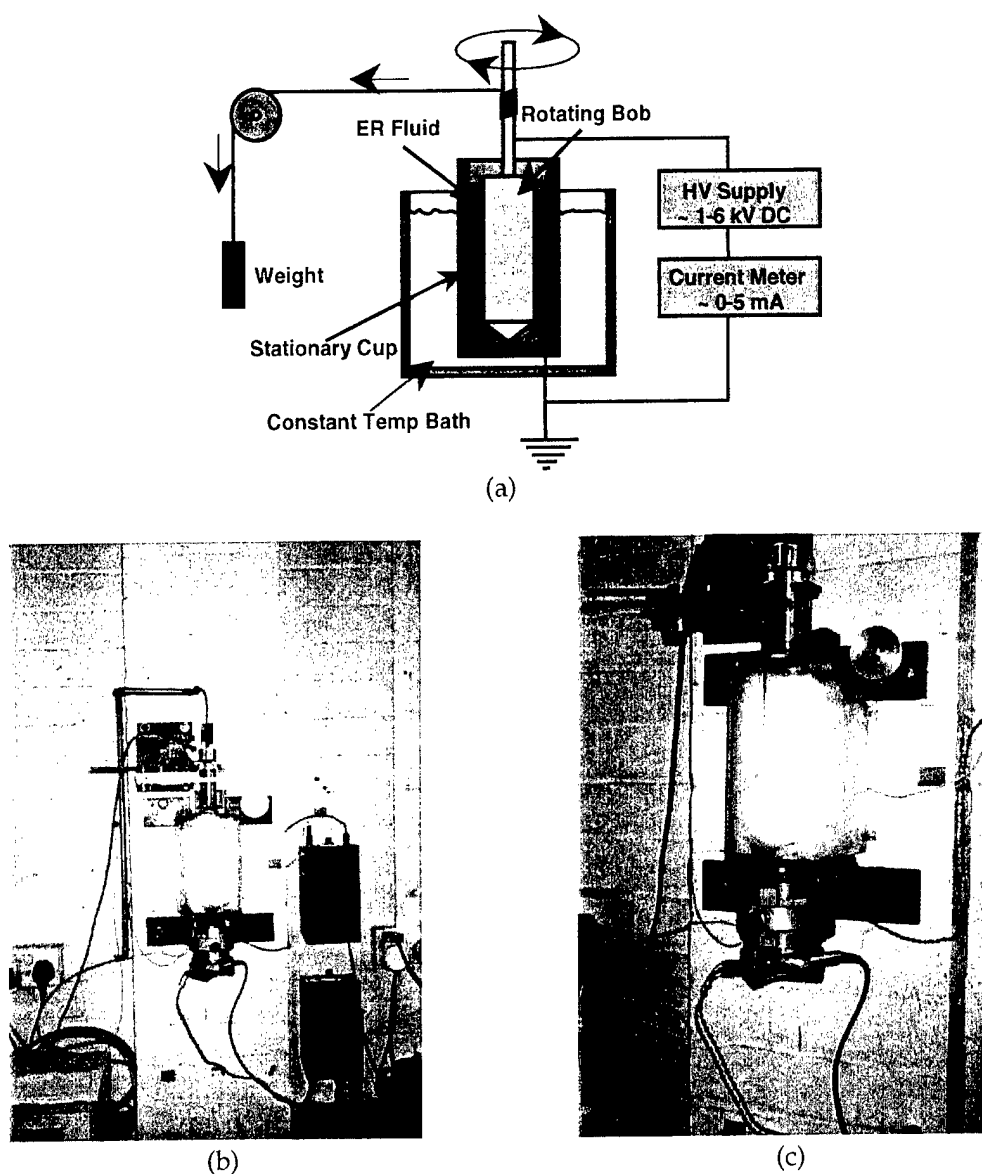 Rotating Bob
ER Fluid
HV Supply
~ 1-6 kV DC
Weight
Current Meter
~ 0-5 mA
Stationary Cup
Constant Temp Bath
(a)
(b)
(c)